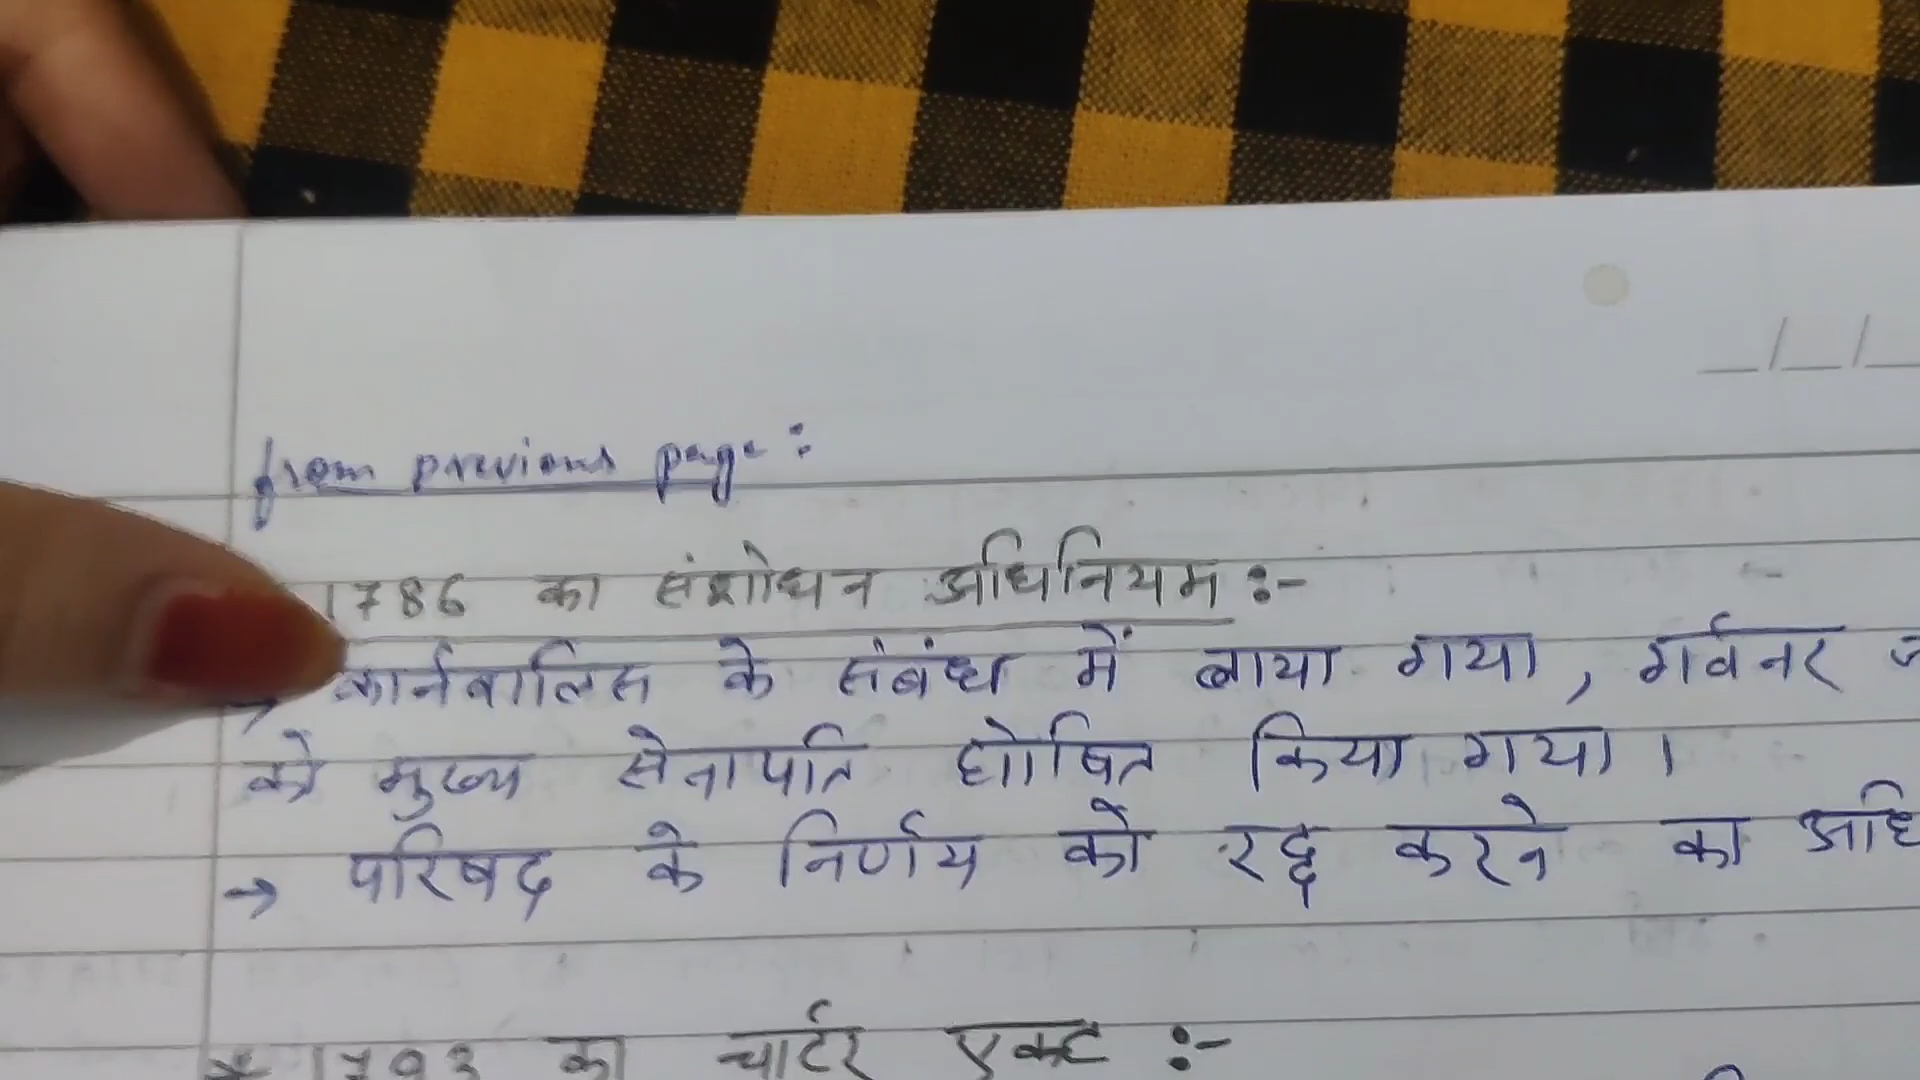 from previous page :
1786 का संशोधन अधिनियम :-
→ कार्नवालिस के संबंध में लाया गया, गर्वनर
को मुख्य सेनापति घोषित किया गया ।
→ परिषद के निर्णय को रद्द करने का अधि
* 1793 का चार्टर एक्ट :-